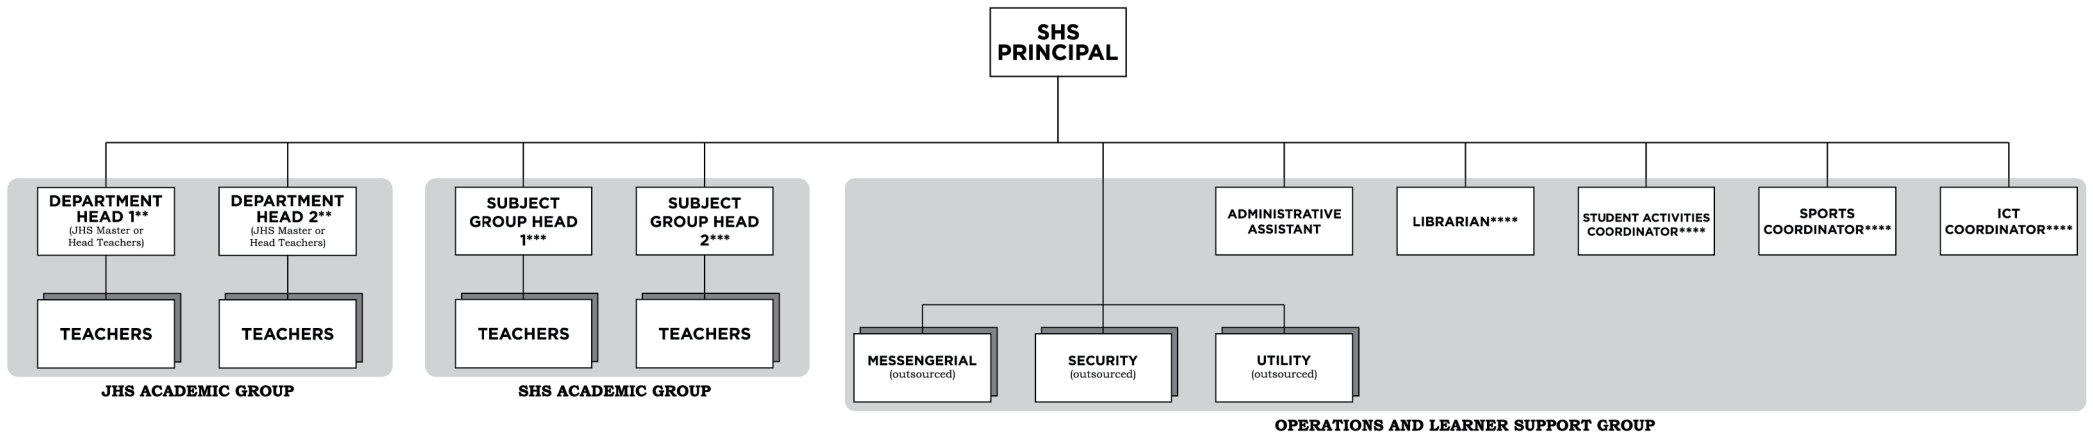 SHS
PRINCIPAL
DEPARTMENT
HEAD 1**
(JHS Master or
Head Teachers)
DEPARTMENT
HEAD 2**
(JHS Master or
Head Teachers)
SUBJECT
GROUP HEAD
1***
SUBJECT
GROUP HEAD
2***
ADMINISTRATIVE
ASSISTANT
LIBRARIAN****
STUDENT ACTIVITIES
COORDINATOR****
SPORTS
COORDINATOR****
ICT
COORDINATOR****
TEACHERS
TEACHERS
TEACHERS
TEACHERS
MESSENGERIAL
(outsourced)
SECURITY
(outsourced)
UTILITY
(outsourced)
JHS ACADEMIC GROUP
SHS ACADEMIC GROUP
OPERATIONS AND LEARNER SUPPORT GROUP